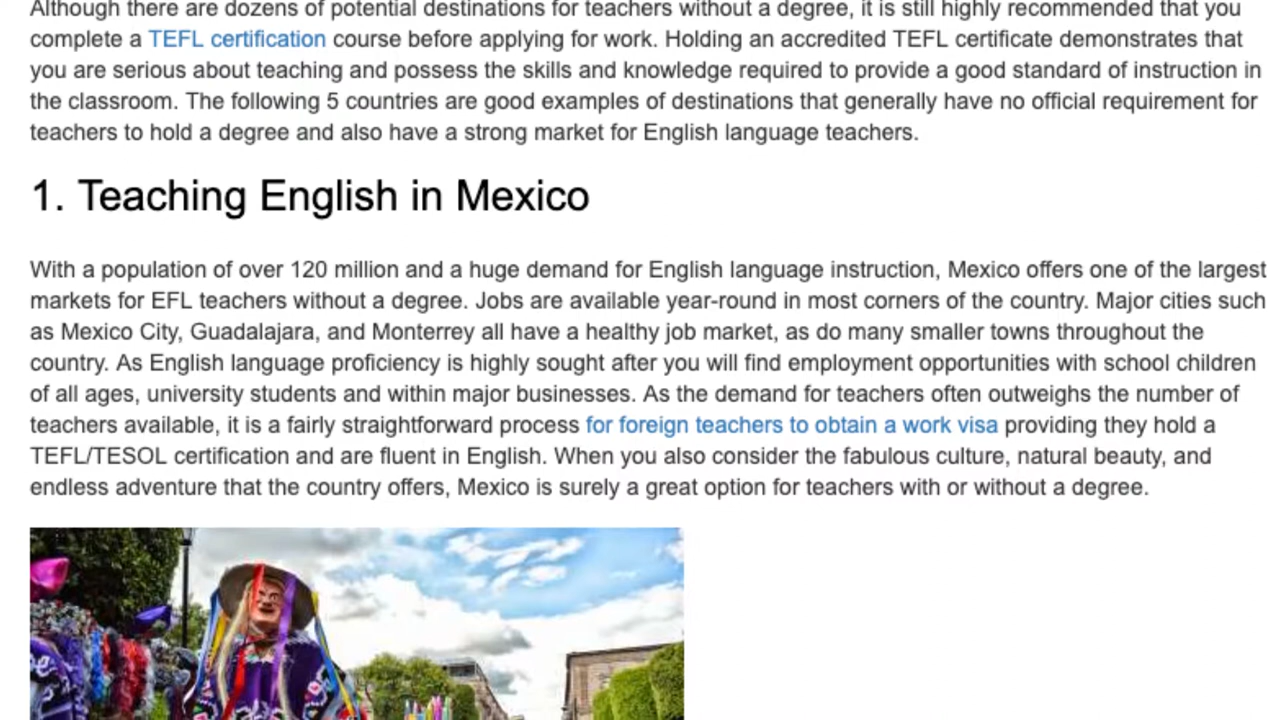 Although there are dozens of potential destinations for teachers without a degree, it is still highly recommended that you
complete a TEFL certification course before applying for work. Holding an accredited TEFL certificate demonstrates that
you are serious about teaching and possess the skills and knowledge required to provide a good standard of instruction in
the classroom. The following 5 countries are good examples of destinations that generally have no official requirement for
teachers to hold a degree and also have a strong market for English language teachers.
1. Teaching English in Mexico
With a population of over 120 million and a huge demand for English language instruction, Mexico offers one of the largest
markets for EFL teachers without a degree. Jobs are available year-round in most corners of the country. Major cities such
as Mexico City, Guadalajara, and Monterrey all have a healthy job market, as do many smaller towns throughout the
country. As English language proficiency is highly sought after you will find employment opportunities with school children
of all ages, university students and within major businesses. As the demand for teachers often outweighs the number of
teachers available, it is a fairly straightforward process for foreign teachers to obtain a work visa providing they hold a
TEFL/TESOL certification and are fluent in English. When you also consider the fabulous culture, natural beauty, and
endless adventure that the country offers, Mexico is surely a great option for teachers with or without a degree.